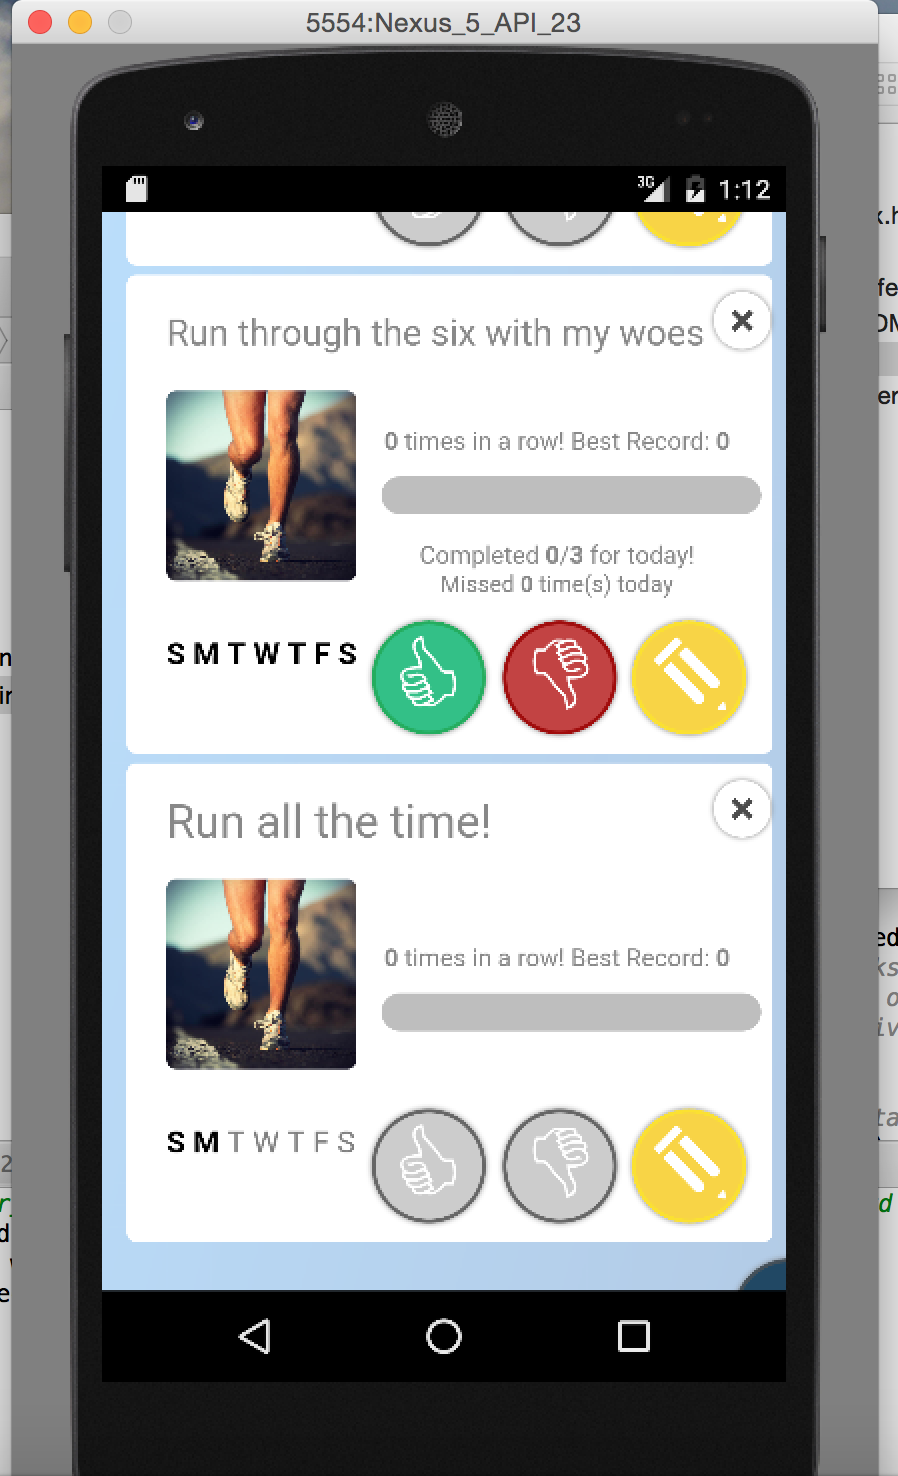 5554:Nexus_5_API_23
3G 1:12
Run through the six with my woes
0 times in a row! Best Record: 0
Completed 0/3 for today!
Missed 0 time(s) today
S M T W T F S
Run all the time!
0 times in a row! Best Record: 0
S M T W T F S